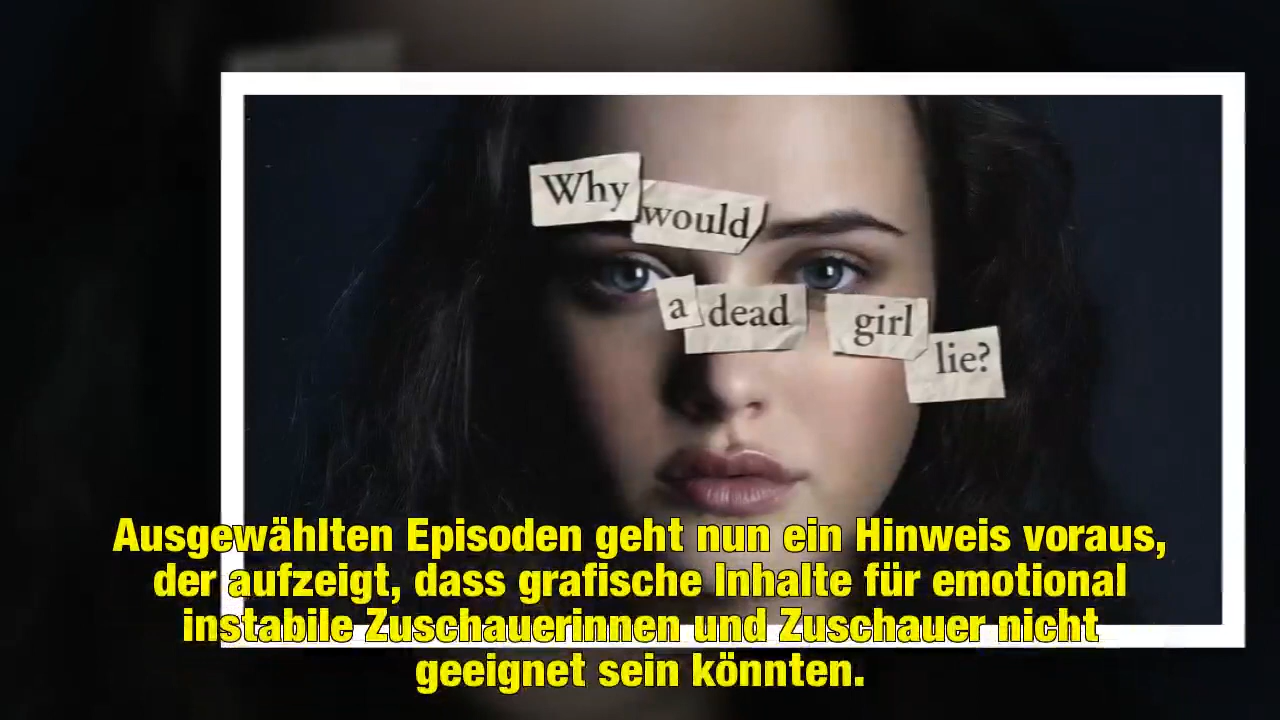 Why would
a dead girl
lie?
Ausgewählten Episoden geht nun ein Hinweis voraus,
der aufzeigt, dass grafische Inhalte für emotional
instabile Zuschauerinnen und Zuschauer nicht
geeignet sein könnten.